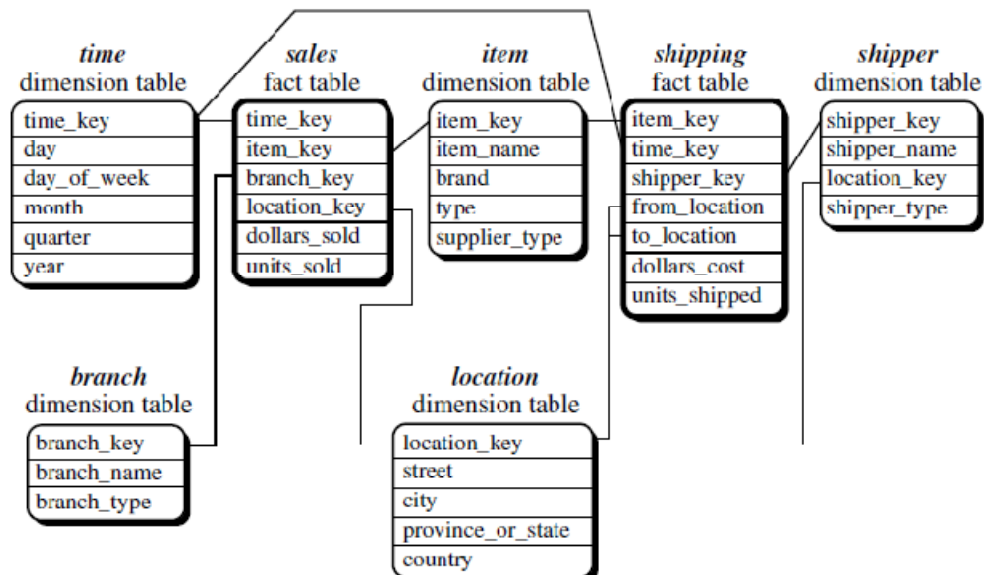 time
dimension table
time_key
day
day_of_week
month
quarter
year
sales
fact table
time_key
item_key
branch_key
location_key
dollars_sold
units_sold
item
dimension table
item_key
item_name
brand
type
supplier_type
shipping
fact table
item_key
time_key
shipper_key
from_location
to_location
dollars_cost
units_shipped
shipper
dimension table
shipper_key
shipper_name
location_key
shipper_type
branch
dimension table
branch_key
branch_name
branch_type
location
dimension table
location_key
street
city
province_or_state
country